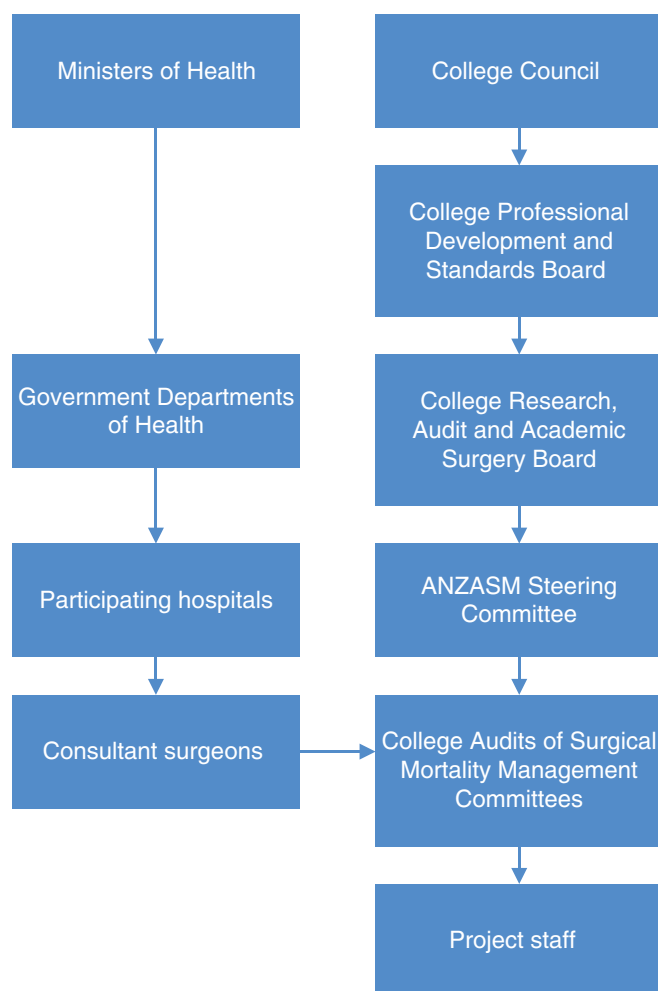 Ministers of Health
College Council
College Professional
Development and
Standards Board
Government Departments
of Health
College Research,
Audit and Academic
Surgery Board
Participating hospitals
ANZASM Steering
Committee
Consultant surgeons
College Audits of Surgical
Mortality Management
Committees
Project staff